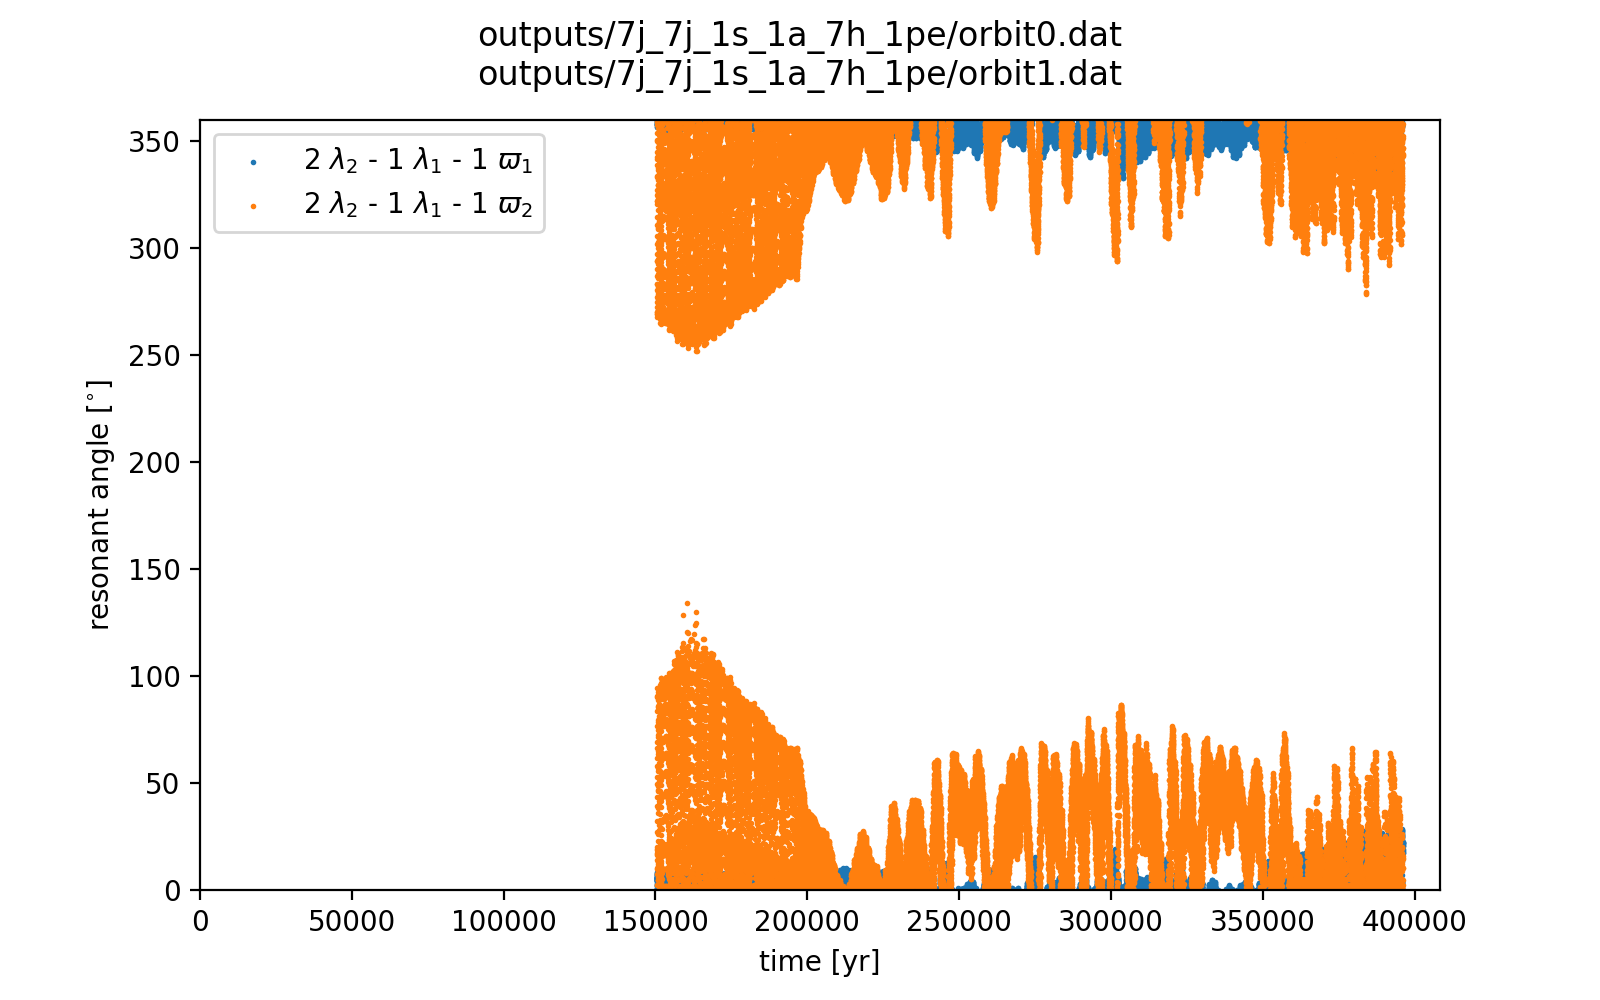 outputs/7j_7j_1s_1a_7h_1pe/orbit0.dat
outputs/7j_7j_1s_1a_7h_1pe/orbit1.dat
2 λ₂ - 1 λ₁ - 1 ϖ₁
2 λ₂ - 1 λ₁ - 1 ϖ₂
350
300
250
200
150
100
50
0
resonant angle [°]
0 50000 100000 150000 200000 250000 300000 350000 400000
time [yr]